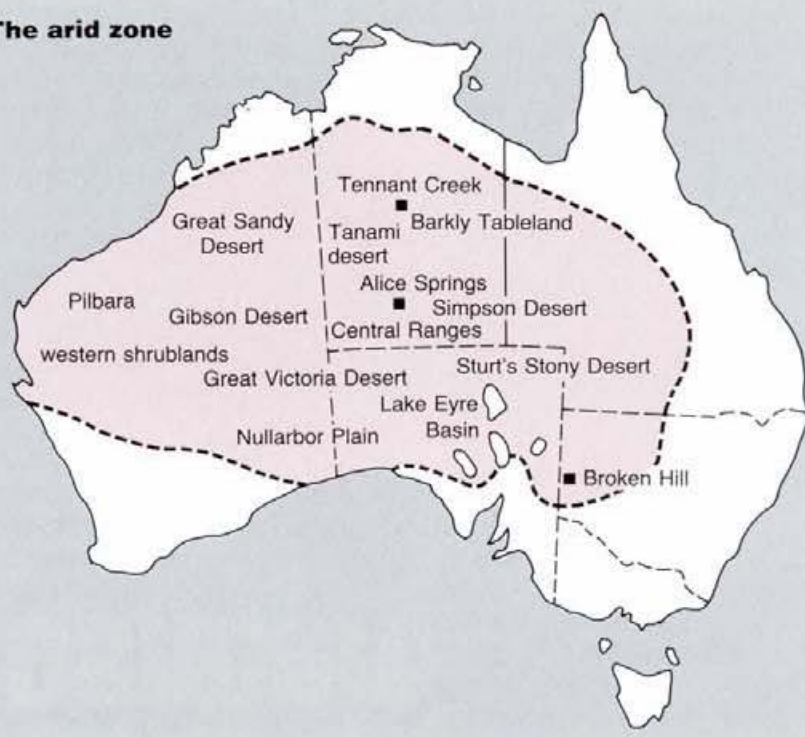 The arid zone
Tennant Creek
Great Sandy
Desert
Barkly Tableland
Tanami
desert
Alice Springs
Pilbara
Gibson Desert
Simpson Desert
Central Ranges
western shrublands
Great Victoria Desert
Sturt's Stony Desert
Lake Eyre
Basin
Nullarbor Plain
Broken Hill